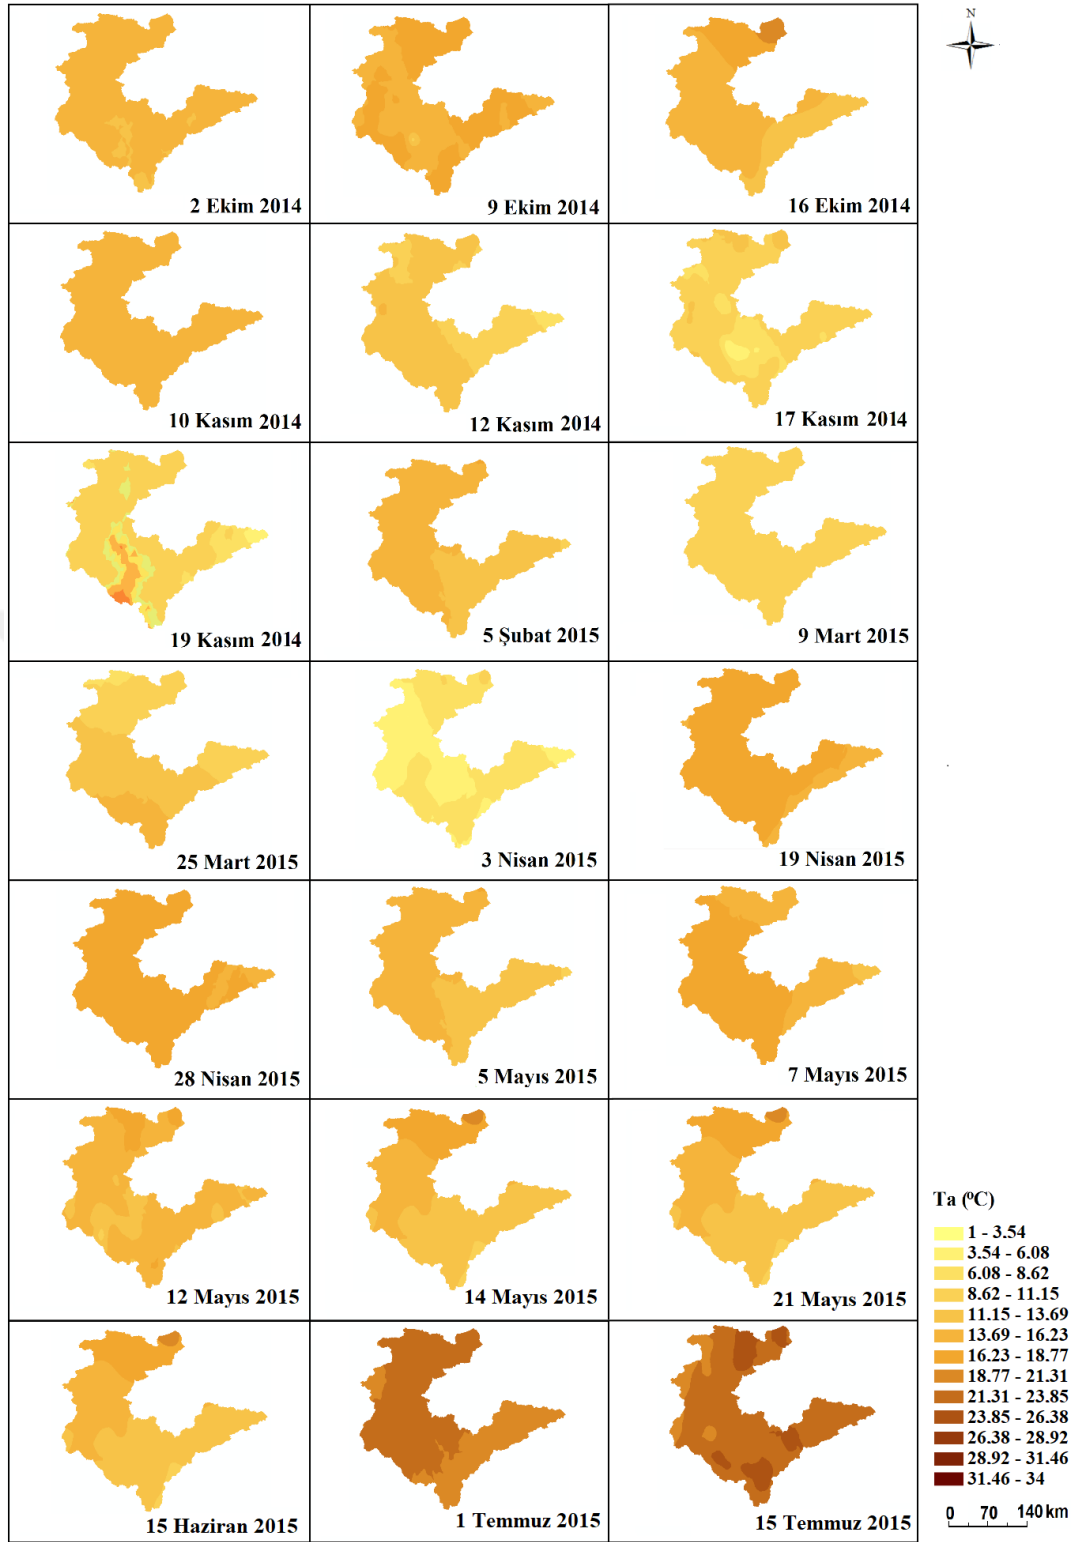 N
2 Ekim 2014
9 Ekim 2014
16 Ekim 2014
10 Kasım 2014
12 Kasım 2014
17 Kasım 2014
19 Kasım 2014
5 Şubat 2015
9 Mart 2015
25 Mart 2015
3 Nisan 2015
19 Nisan 2015
28 Nisan 2015
5 Mayıs 2015
7 Mayıs 2015
12 Mayıs 2015
14 Mayıs 2015
21 Mayıs 2015
15 Haziran 2015
1 Temmuz 2015
15 Temmuz 2015
Ta (ºC)
1 - 3.54
3.54 - 6.08
6.08 - 8.62
8.62 - 11.15
11.15 - 13.69
13.69 - 16.23
16.23 - 18.77
18.77 - 21.31
21.31 - 23.85
23.85 - 26.38
26.38 - 28.92
28.92 - 31.46
31.46 - 34
0 70 140 km